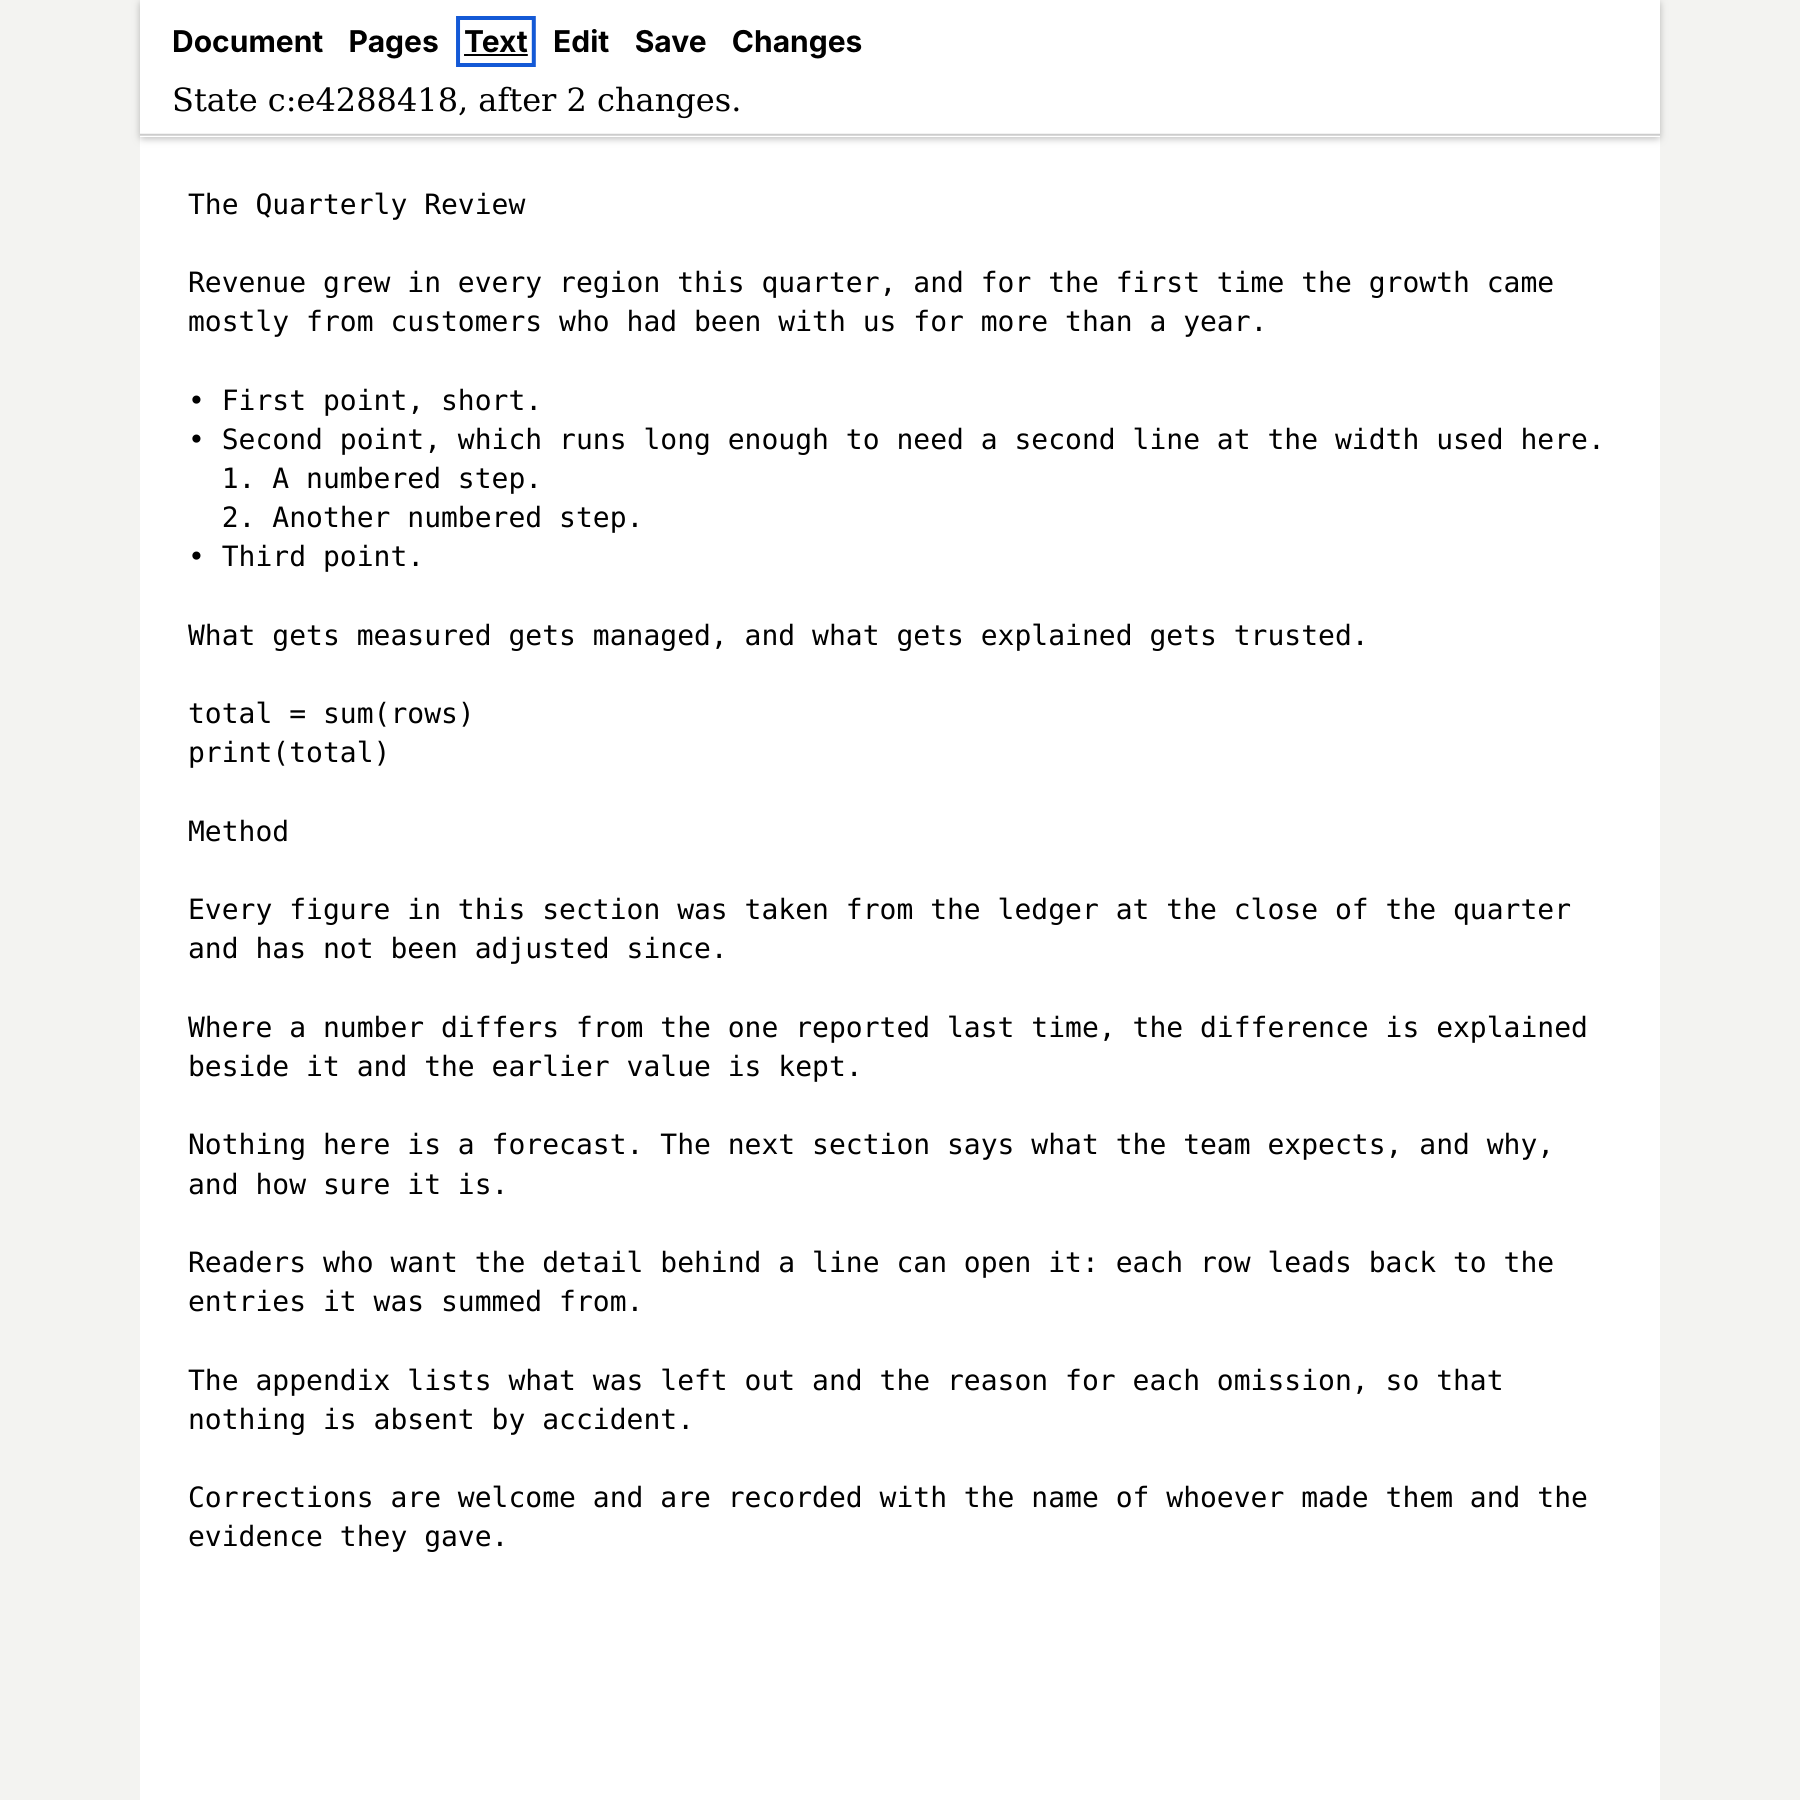 Document Pages Text Edit Save Changes
State c:e4288418, after 2 changes.
The Quarterly Review
Revenue grew in every region this quarter, and for the first time the growth came
mostly from customers who had been with us for more than a year.
• First point, short.
• Second point, which runs long enough to need a second line at the width used here.
1. A numbered step.
2. Another numbered step.
• Third point.
What gets measured gets managed, and what gets explained gets trusted.
total = sum(rows)
print(total)
Method
Every figure in this section was taken from the ledger at the close of the quarter
and has not been adjusted since.
Where a number differs from the one reported last time, the difference is explained
beside it and the earlier value is kept.
Nothing here is a forecast. The next section says what the team expects, and why,
and how sure it is.
Readers who want the detail behind a line can open it: each row leads back to the
entries it was summed from.
The appendix lists what was left out and the reason for each omission, so that
nothing is absent by accident.
Corrections are welcome and are recorded with the name of whoever made them and the
evidence they gave.